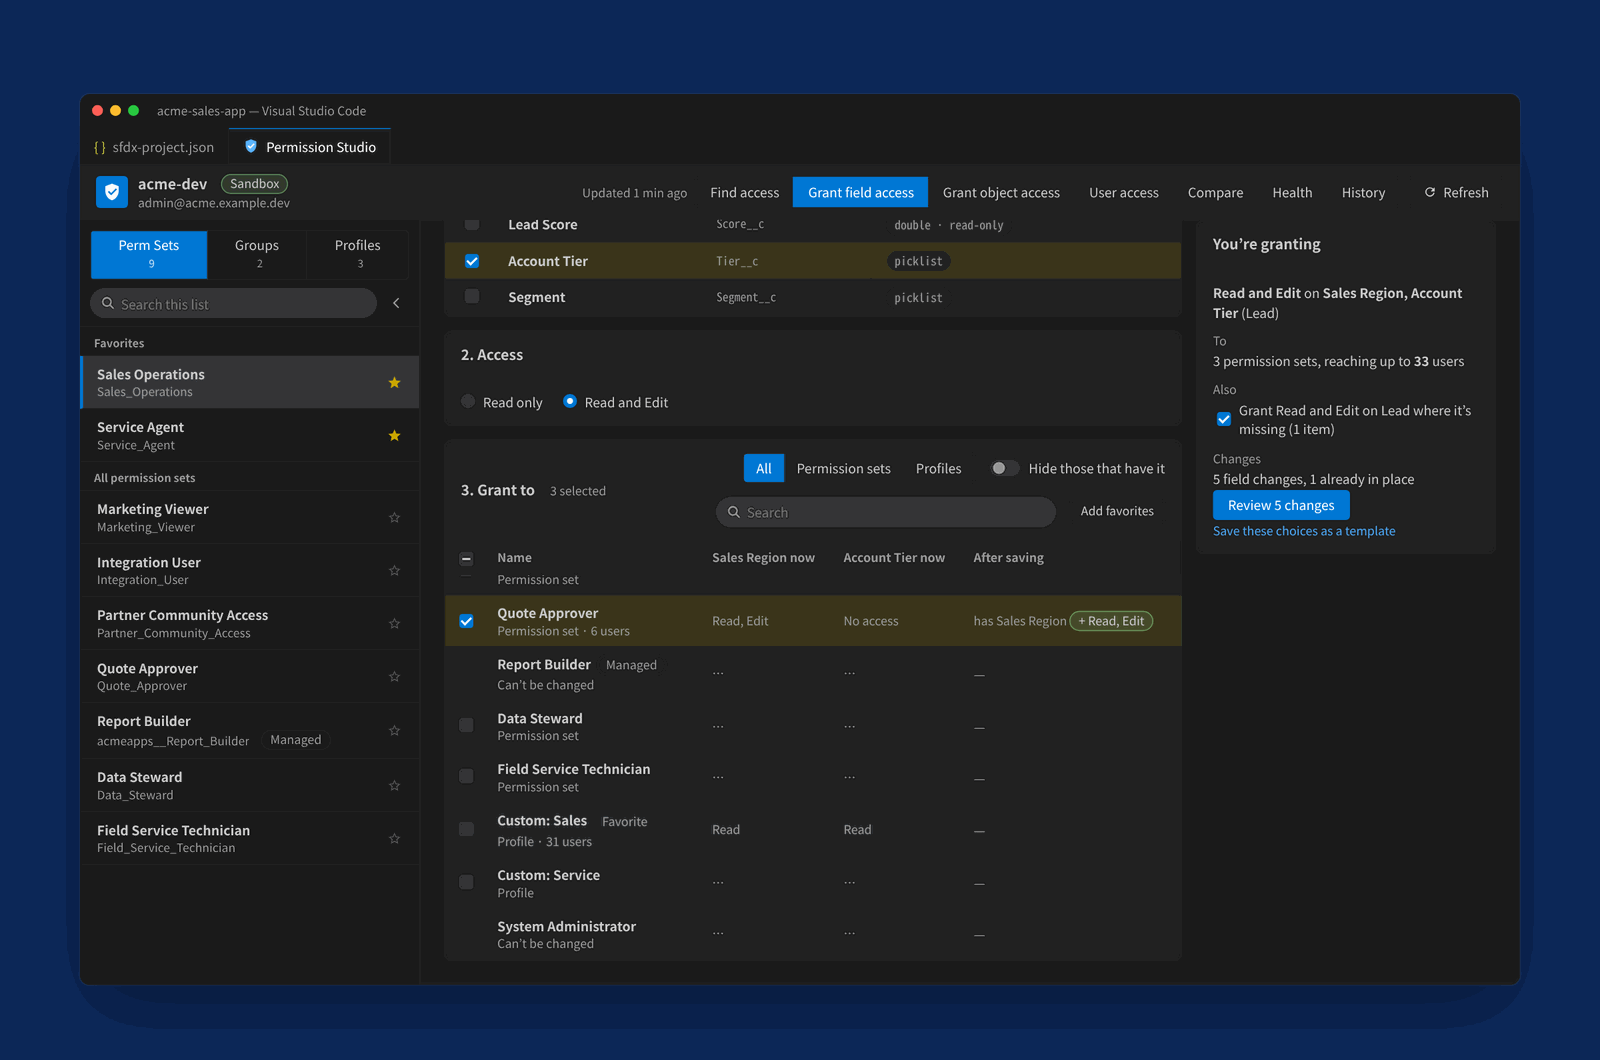 acme-sales-app — Visual Studio Code
{ } sfdx-project.json
Permission Studio
acme-dev Sandbox
admin@acme.example.dev
Updated 1 min ago Find access Grant field access Grant object access User access Compare Health History Refresh
Perm Sets
9
Groups
2
Profiles
3
Search this list
Favorites
Sales Operations
Sales_Operations
Service Agent
Service_Agent
All permission sets
Marketing Viewer
Marketing_Viewer
Integration User
Integration_User
Partner Community Access
Partner_Community_Access
Quote Approver
Quote_Approver
Report Builder
acmeapps__Report_Builder Managed
Data Steward
Data_Steward
Field Service Technician
Field_Service_Technician
Lead Score Score__c double · read-only
Account Tier Tier__c picklist
Segment Segment__c picklist
2. Access
Read only Read and Edit
3. Grant to 3 selected
All Permission sets Profiles Hide those that have it
Search Add favorites
Name Sales Region now Account Tier now After saving
Permission set
Quote Approver
Permission set · 6 users
Read, Edit No access has Sales Region + Read, Edit
Report Builder Managed
Can’t be changed
... ... —
Data Steward
Permission set
... ... —
Field Service Technician
Permission set
... ... —
Custom: Sales Favorite
Profile · 31 users
Read Read —
Custom: Service
Profile
... ... —
System Administrator
Can’t be changed
... ... —
You’re granting
Read and Edit on Sales Region, Account
Tier (Lead)
To
3 permission sets, reaching up to 33 users
Also
Grant Read and Edit on Lead where it’s
missing (1 item)
Changes
5 field changes, 1 already in place
Review 5 changes
Save these choices as a template